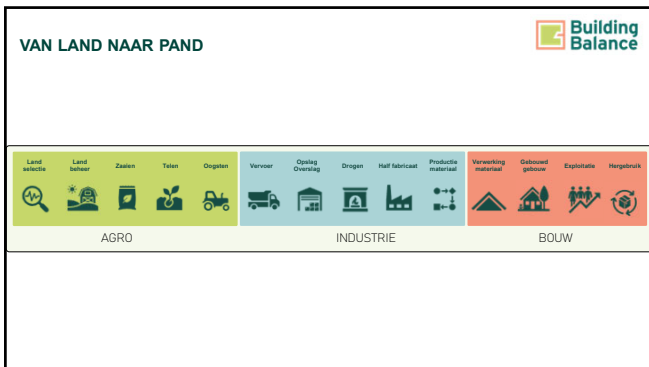 VAN LAND NAAR PAND
Building
Balance
Land
selectie
Land
beheer
Zaaien
Telen
Oogsten
Vervoer
Opslag
Overslag
Drogen
Half fabricaat
Productie
materiaal
Verwerking
materiaal
Gebouwd
gebouw
Exploitatie
Hergebruik
AGRO
INDUSTRIE
BOUW